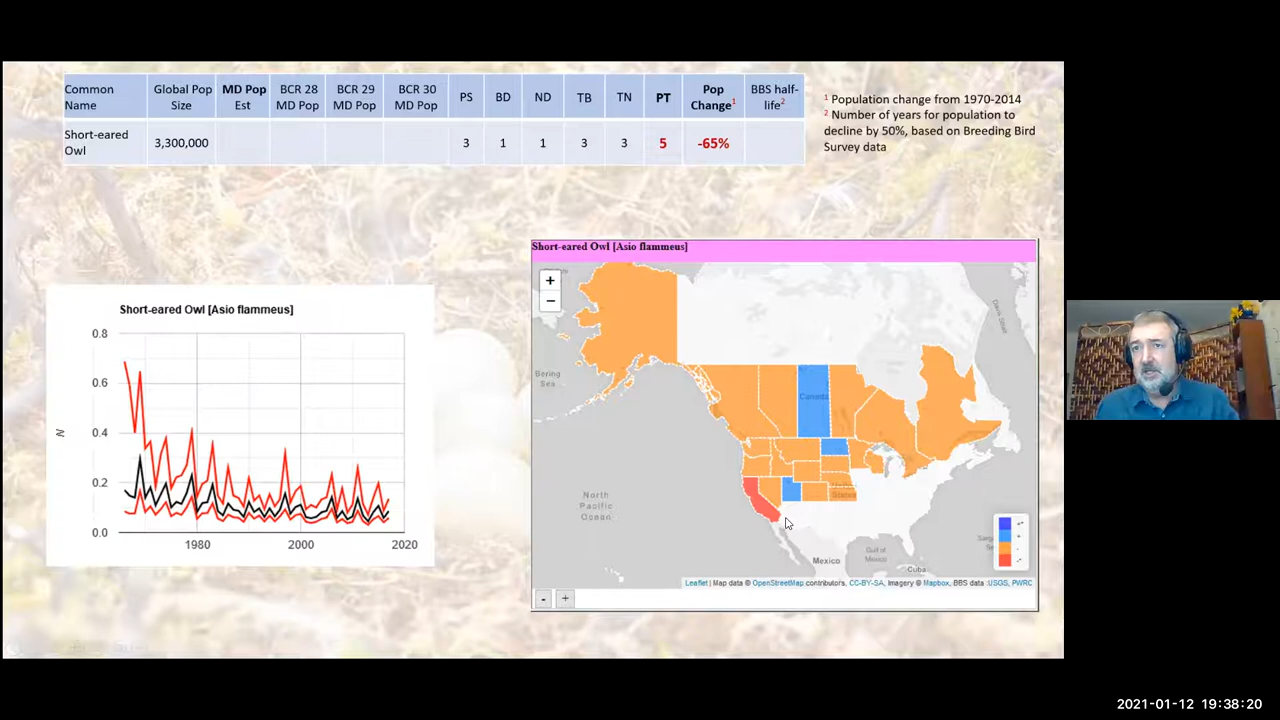 Common Name
Global Pop Size
MD Pop Est
BCR 28 MD Pop
BCR 29 MD Pop
BCR 30 MD Pop
PS
BD
ND
TB
TN
PT
Pop Change1
BBS half-life2
Short-eared Owl
3,300,000
3
1
1
3
3
5
-65%
1 Population change from 1970-2014
2 Number of years for population to
decline by 50%, based on Breeding Bird
Survey data
Short-eared Owl [Asio flammeus]
0.8
0.6
0.4
0.2
0.0
N
1980
2000
2020
Short-eared Owl [Asio flammeus]
+
−
Bering
Sea
Canada
United
States
North
Pacific
Ocean
Mexico
Gulf of
Mexico
Cuba
Leaflet | Map data © OpenStreetMap contributors, CC-BY-SA, Imagery © Mapbox, BBS data :USGS, PWRC
-
+
2021-01-12 19:38:20